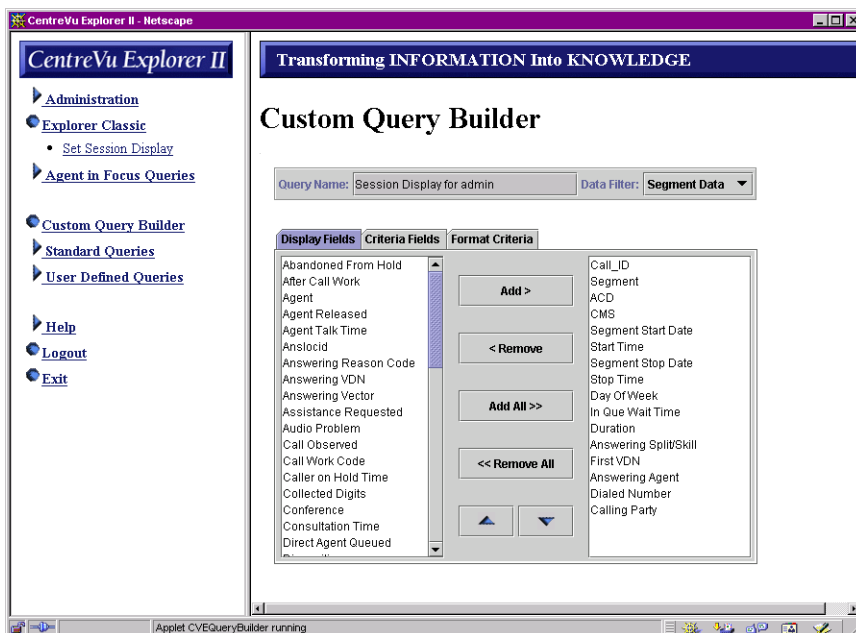 CentreVu Explorer II - Netscape
CentreVu Explorer II
Administration
Explorer Classic
Set Session Display
Agent in Focus Queries
Custom Query Builder
Standard Queries
User Defined Queries
Help
Logout
Exit
Transforming INFORMATION Into KNOWLEDGE
Custom Query Builder
Query Name: Session Display for admin Data Filter: Segment Data
Display Fields Criteria Fields Format Criteria
Abandoned From Hold
After Call Work
Agent
Agent Released
Agent Talk Time
Anslocid
Answering Reason Code
Answering VDN
Answering Vector
Assistance Requested
Audio Problem
Call Observed
Call Work Code
Caller on Hold Time
Collected Digits
Conference
Consultation Time
Direct Agent Queued
Add >
< Remove
Add All >>
<< Remove All
Call_ID
Segment
ACD
CMS
Segment Start Date
Start Time
Segment Stop Date
Stop Time
Day Of Week
In Que Wait Time
Duration
Answering Split/Skill
First VDN
Answering Agent
Dialed Number
Calling Party
Applet CVEQueryBuilder running